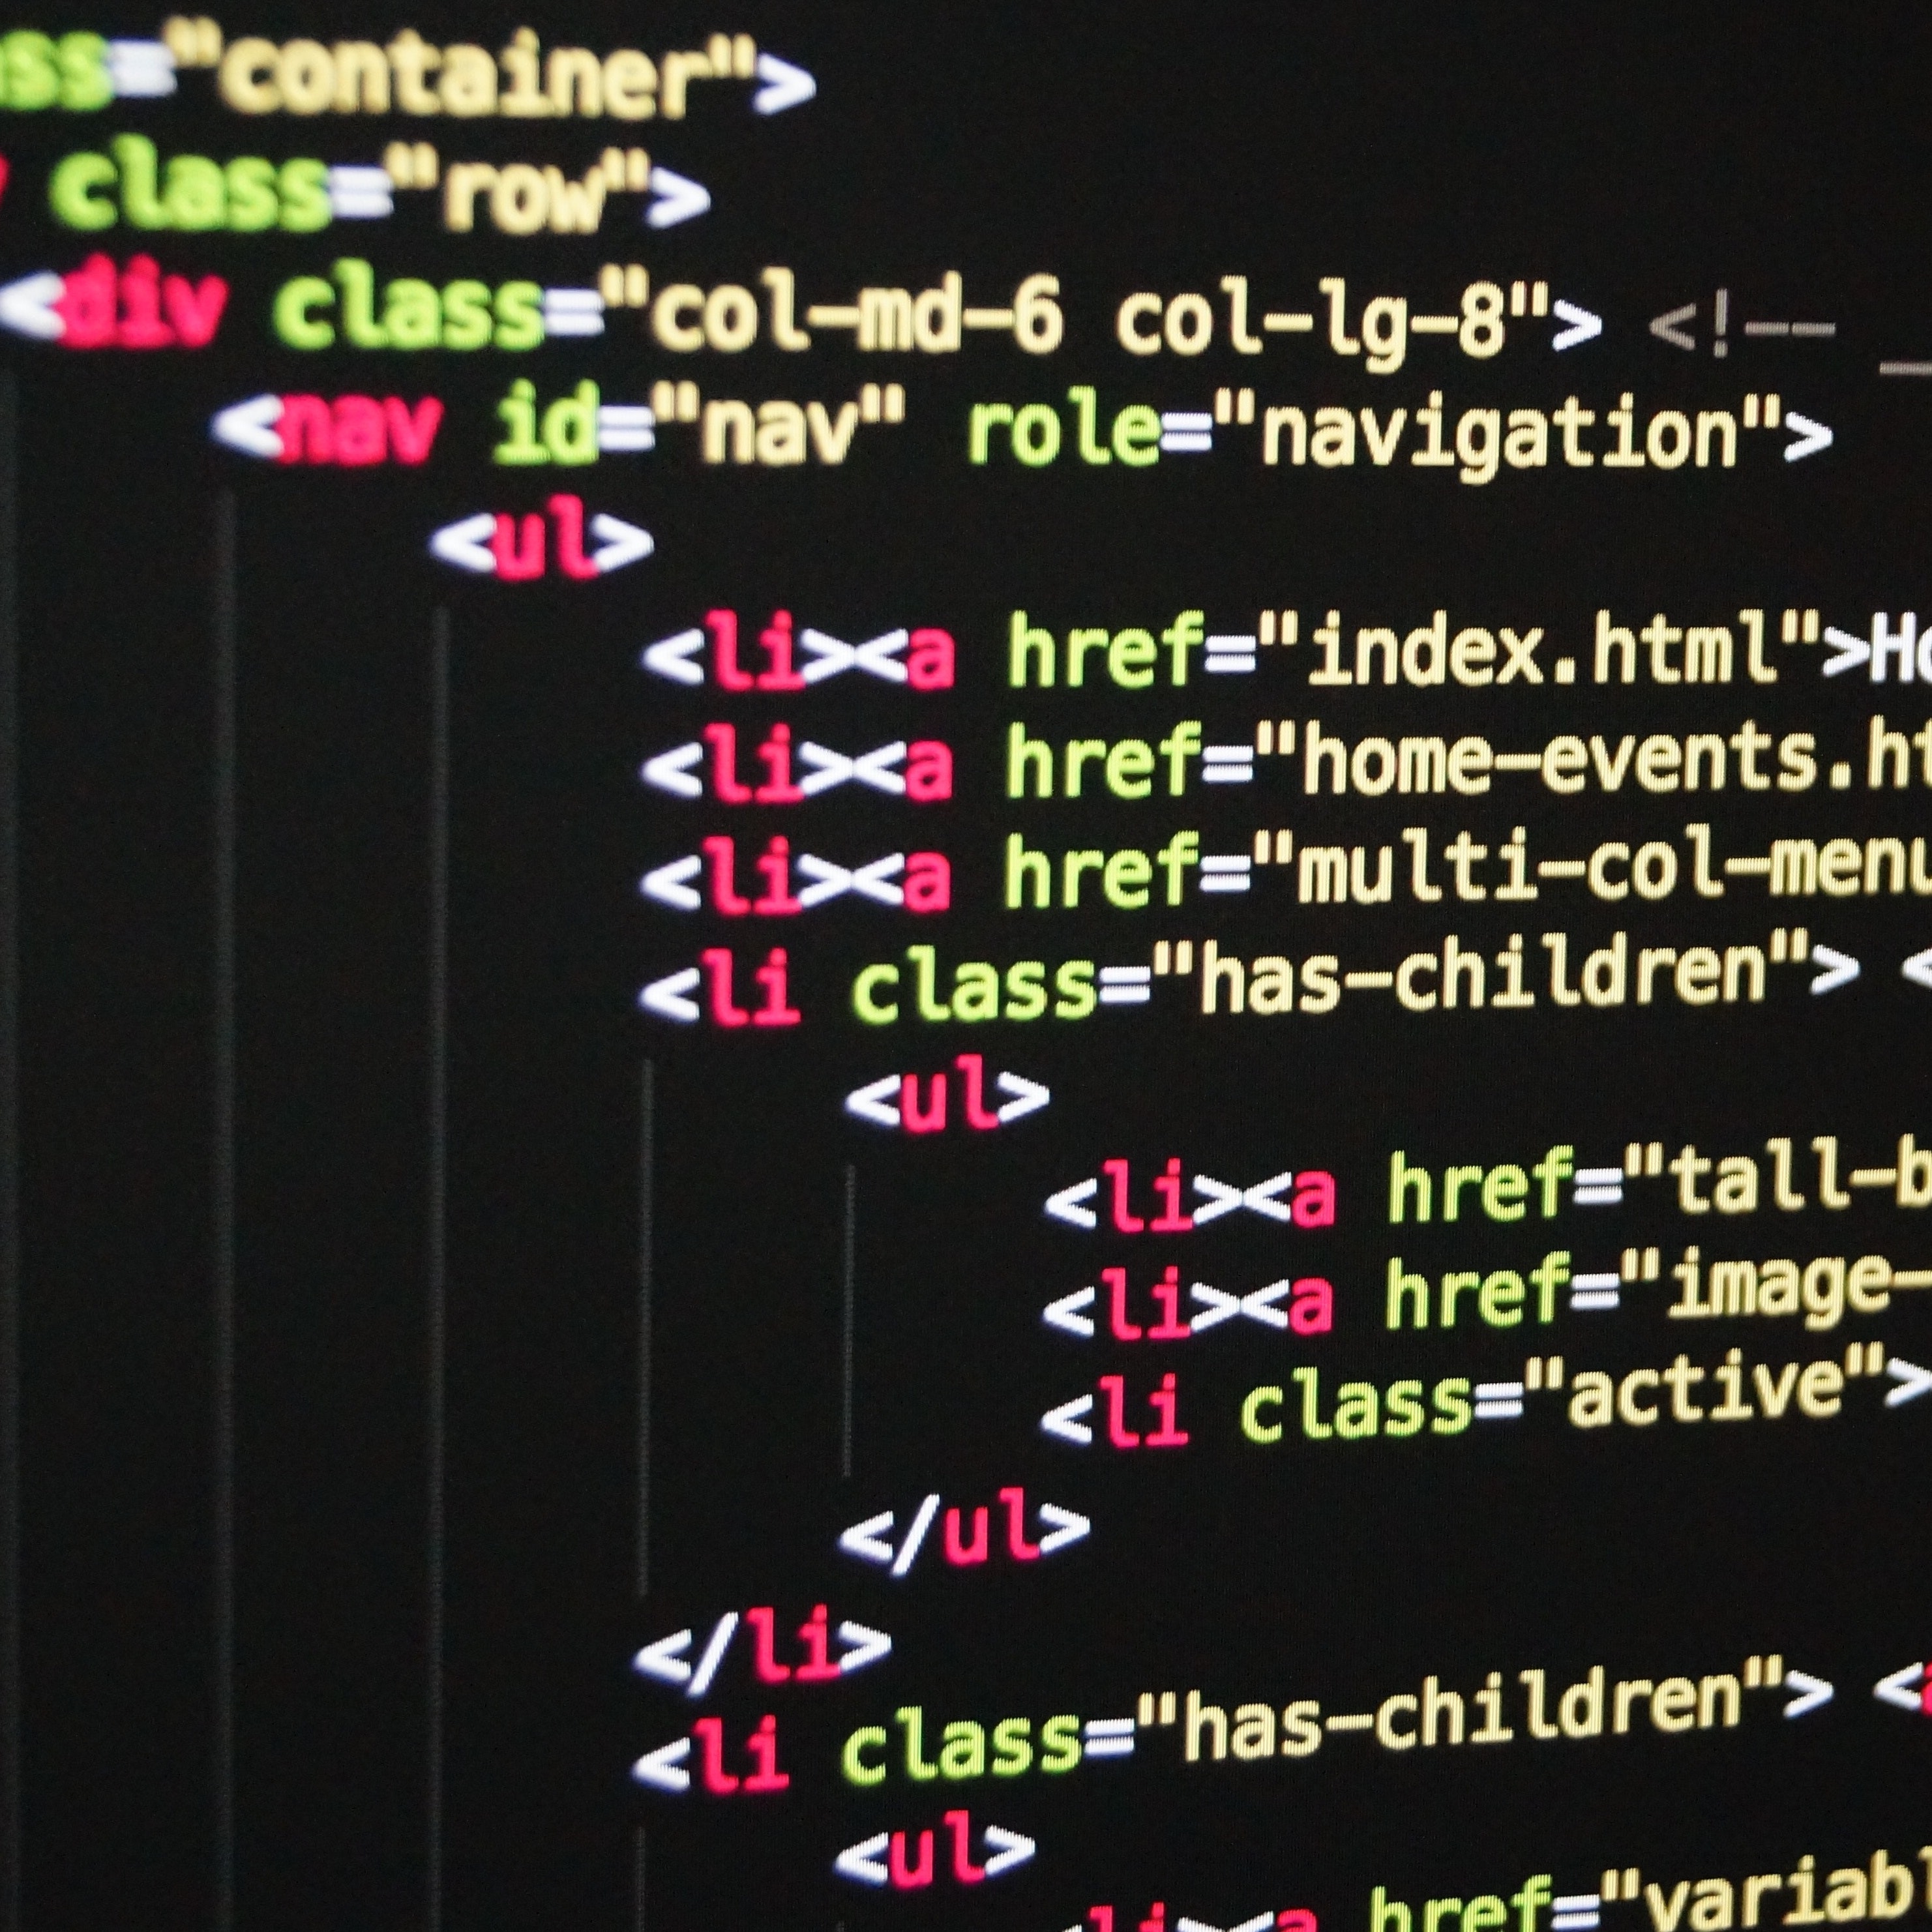 ss="container">
class="row">
<div class="col-md-6 col-lg-8"> <!--
<nav id="nav" role="navigation">
<ul>
<li><a href="index.html">Ho
<li><a href="home-events.ht
<li><a href="multi-col-menu
<li class="has-children"> <
<ul>
<li><a href="tall-b
<li><a href="image-
<li class="active">
</ul>
</li>
<li class="has-children"> <a
<ul>
<li><a href="variabl